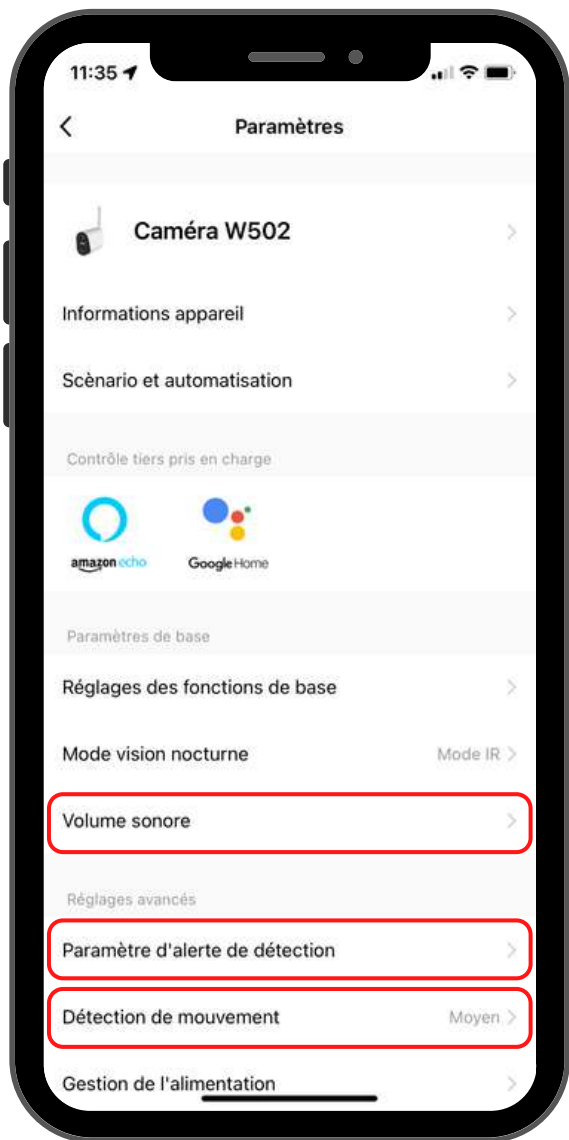 11:35
Paramètres
Caméra W502
Informations appareil
Scènario et automatisation
Contrôle tiers pris en charge
amazon echo
Google Home
Paramètres de base
Réglages des fonctions de base
Mode vision nocturne Mode IR
Volume sonore
Réglages avancés
Paramètre d'alerte de détection
Détection de mouvement Moyen
Gestion de l'alimentation